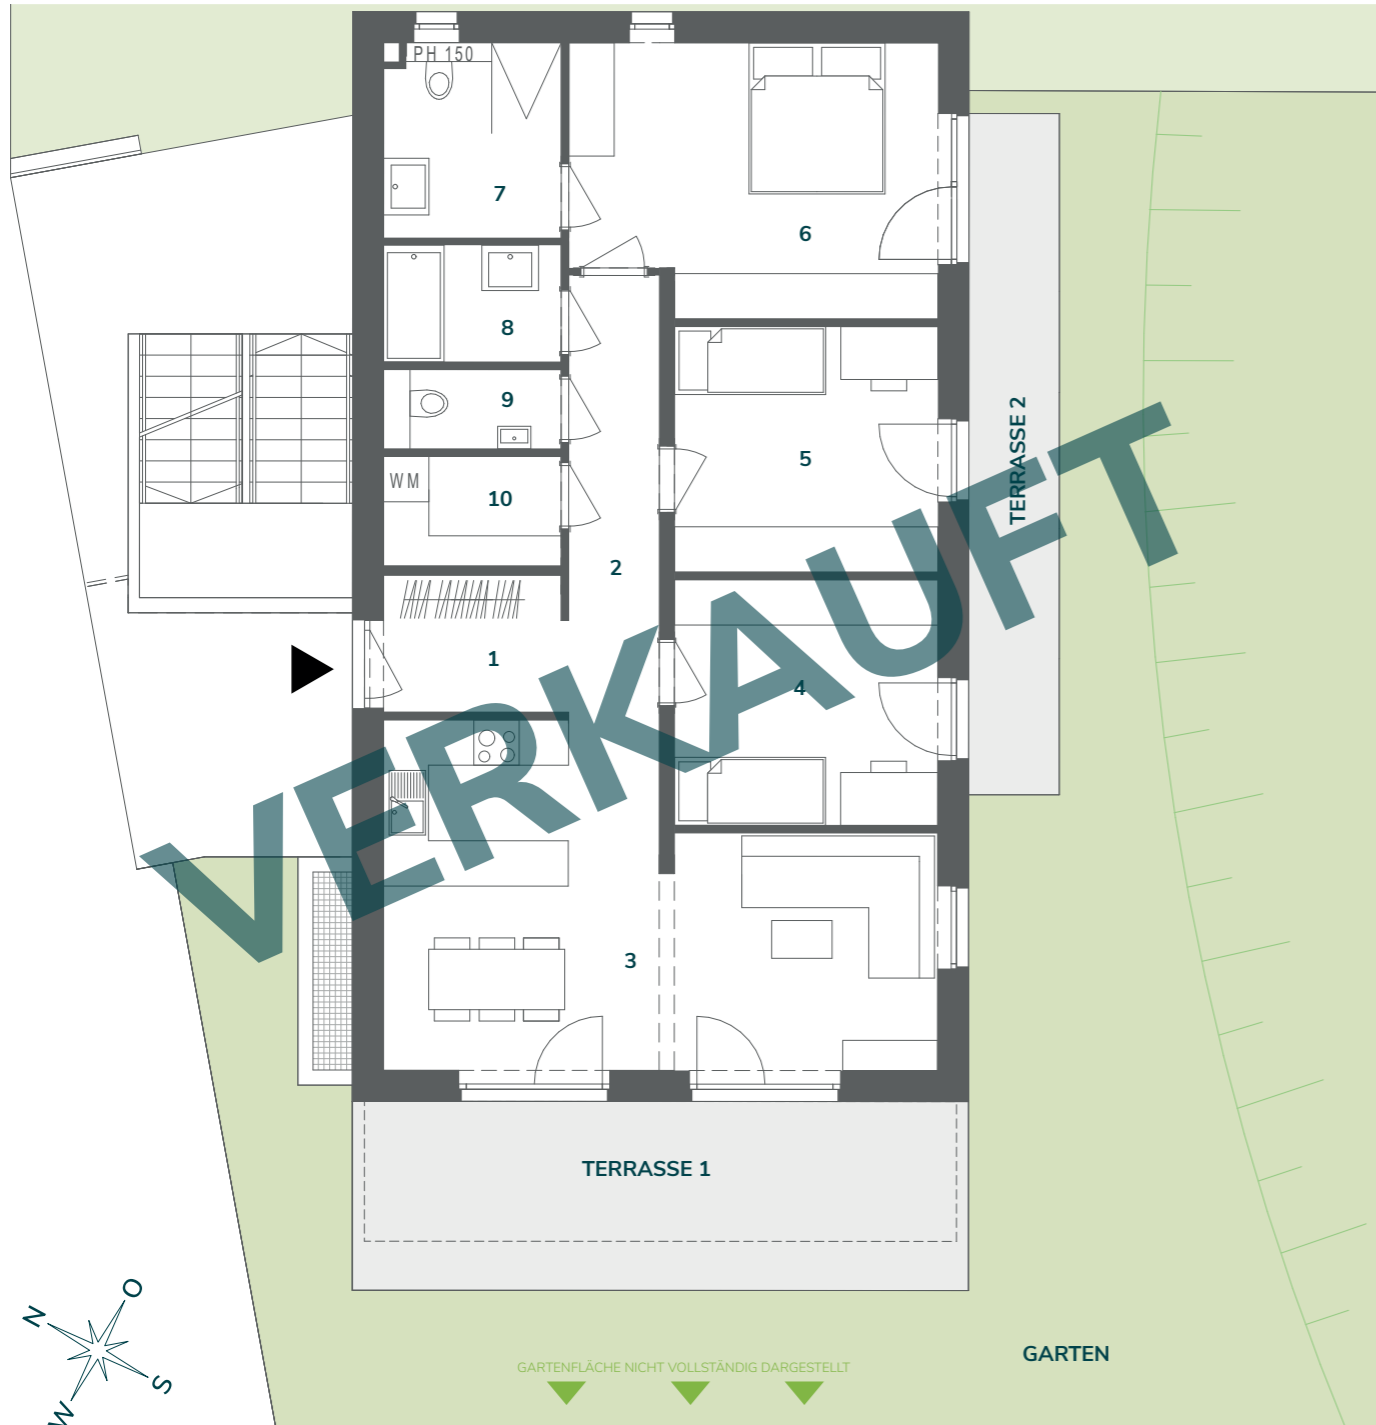 PH 150
7
6
8
9
5
TERRASSE 2
WM
10
2
1
4
VERKAUFT
3
TERRASSE 1
N
O
S
W
GARTEN
GARTENFLÄCHE NICHT VOLLSTÄNDIG DARGESTELLT